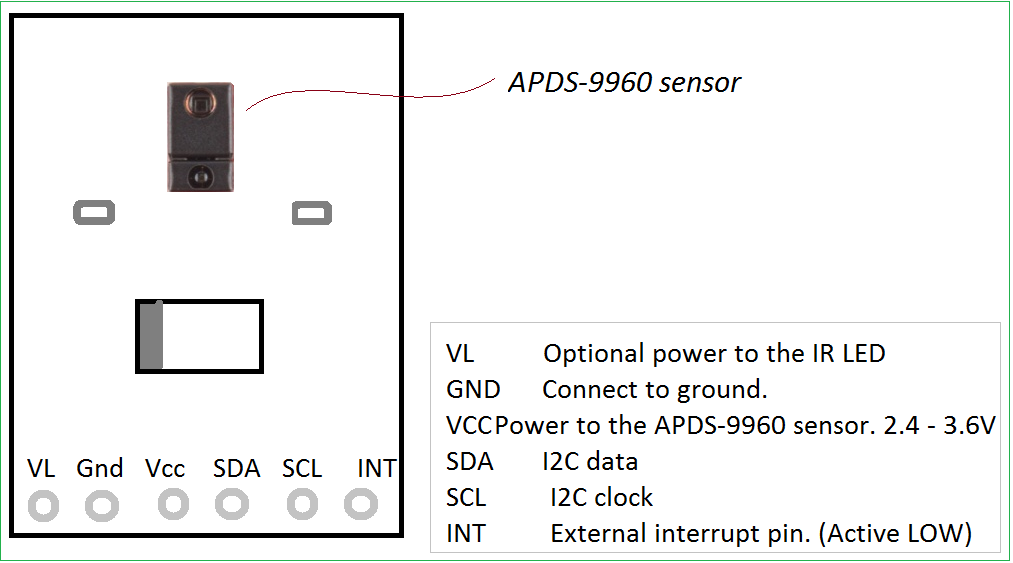 APDS-9960 sensor
VL Optional power to the IR LED
GND Connect to ground.
VCC Power to the APDS-9960 sensor. 2.4 - 3.6V
SDA I2C data
SCL I2C clock
INT External interrupt pin. (Active LOW)
VL Gnd Vcc SDA SCL INT